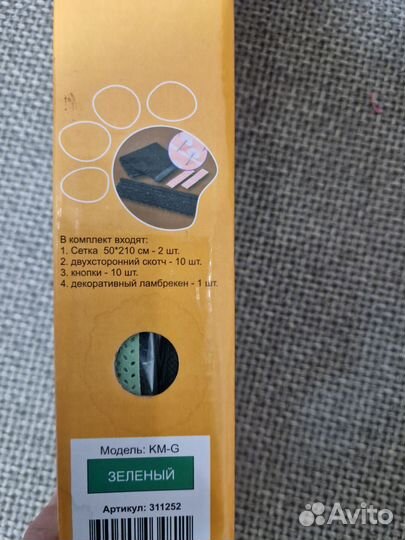 В комплект входят:
1. Сетка 50*210 см - 2 шт.
2. двухсторонний скотч - 10 шт.
3. кнопки - 10 шт.
4. декоративный ламбрекен - 1 шт.
Модель: KM-G
ЗЕЛЕНЫЙ
Артикул: 311252
Avito